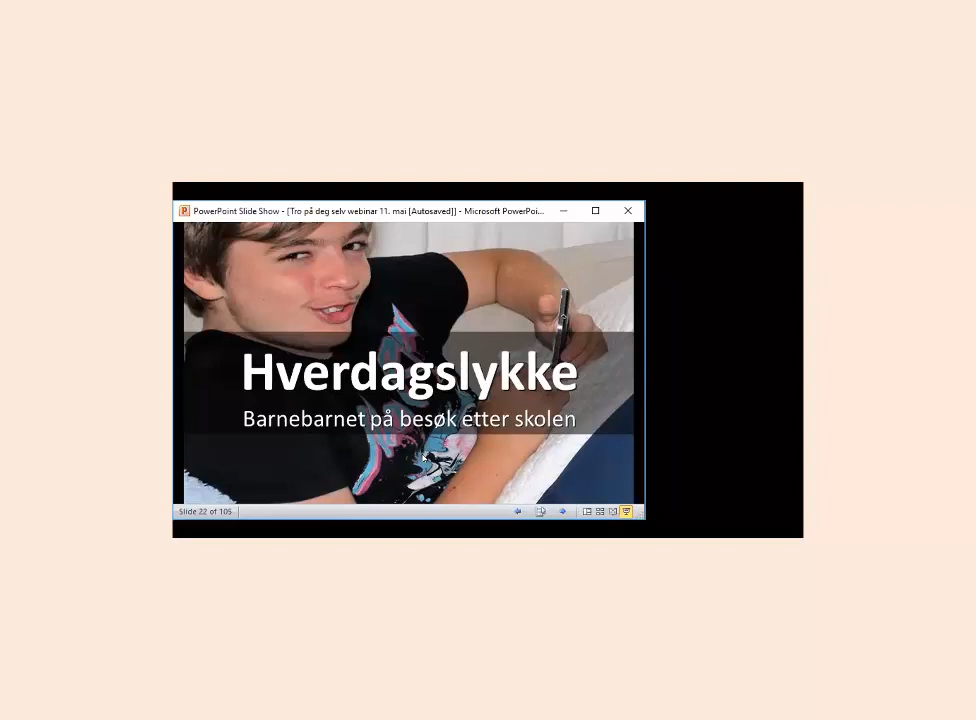 PowerPoint Slide Show - [Tro på deg selv webinar 11. mai [Autosaved]] - Microsoft PowerPoi...
Hverdagslykke
Barnebarnet på besøk etter skolen
Slide 22 of 105